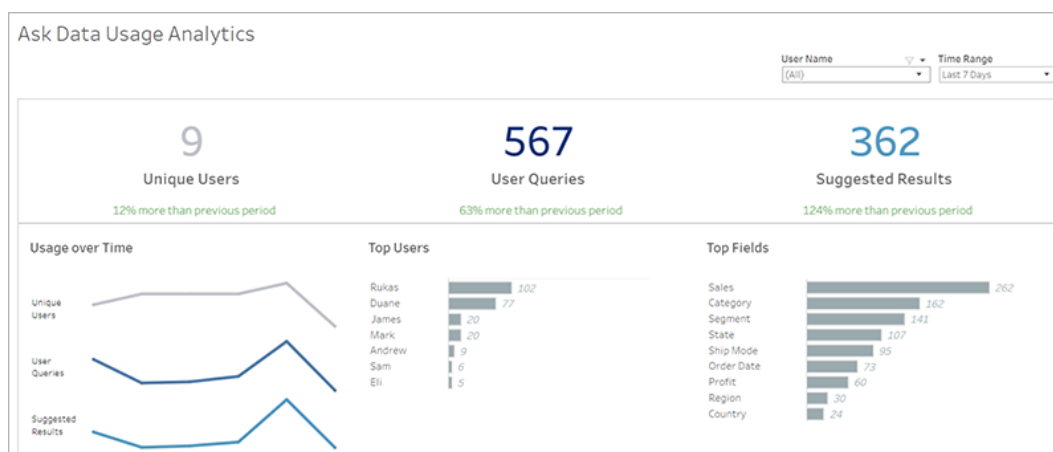 Ask Data Usage Analytics
User Name
Time Range
(All)
Last 7 Days
9
567
362
Unique Users
User Queries
Suggested Results
12% more than previous period
63% more than previous period
124% more than previous period
Usage over Time
Unique
Users
User
Queries
Suggested
Results
Top Users
Rukas 102
Duane 77
James 20
Mark 20
Andrew 9
Sam 6
Eli 5
Top Fields
Sales 262
Category 162
Segment 141
State 107
Ship Mode 95
Order Date 73
Profit 60
Region 30
Country 24